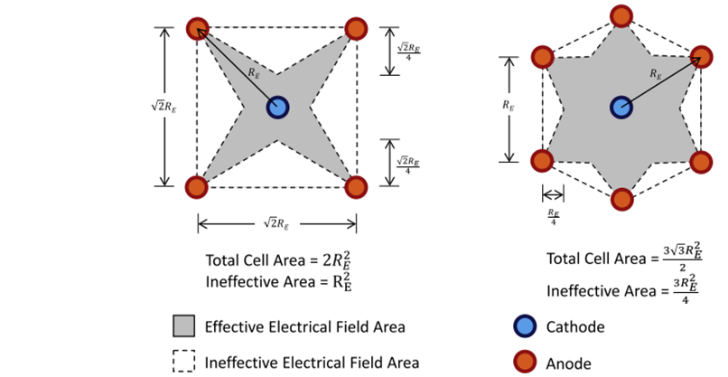 R_E
√2R_E
√2R_E/4
√2R_E/4
√2R_E
R_E
R_E
R_E/4
Total Cell Area = 2R_E^2
Ineffective Area = R_E^2
Total Cell Area = 3√3R_E^2/2
Ineffective Area = 3R_E^2/4
Effective Electrical Field Area
Cathode
Ineffective Electrical Field Area
Anode